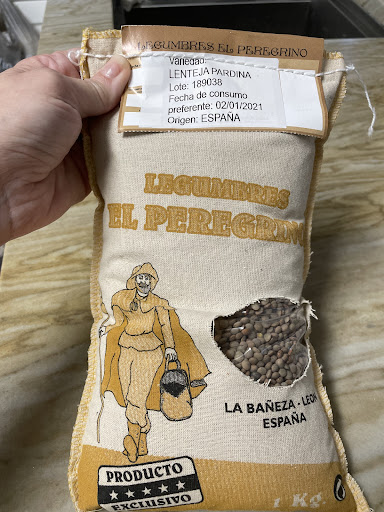 LEGUMBRES EL PEREGRINO
Variedad:
LENTEJA PARDINA
Lote: 189038
Fecha de consumo
preferente: 02/01/2021
Origen: ESPAÑA
LEGUMBRES
EL PEREGRINO
LA BAÑEZA - LEON
ESPAÑA
PRODUCTO
EXCLUSIVO
1 Kg